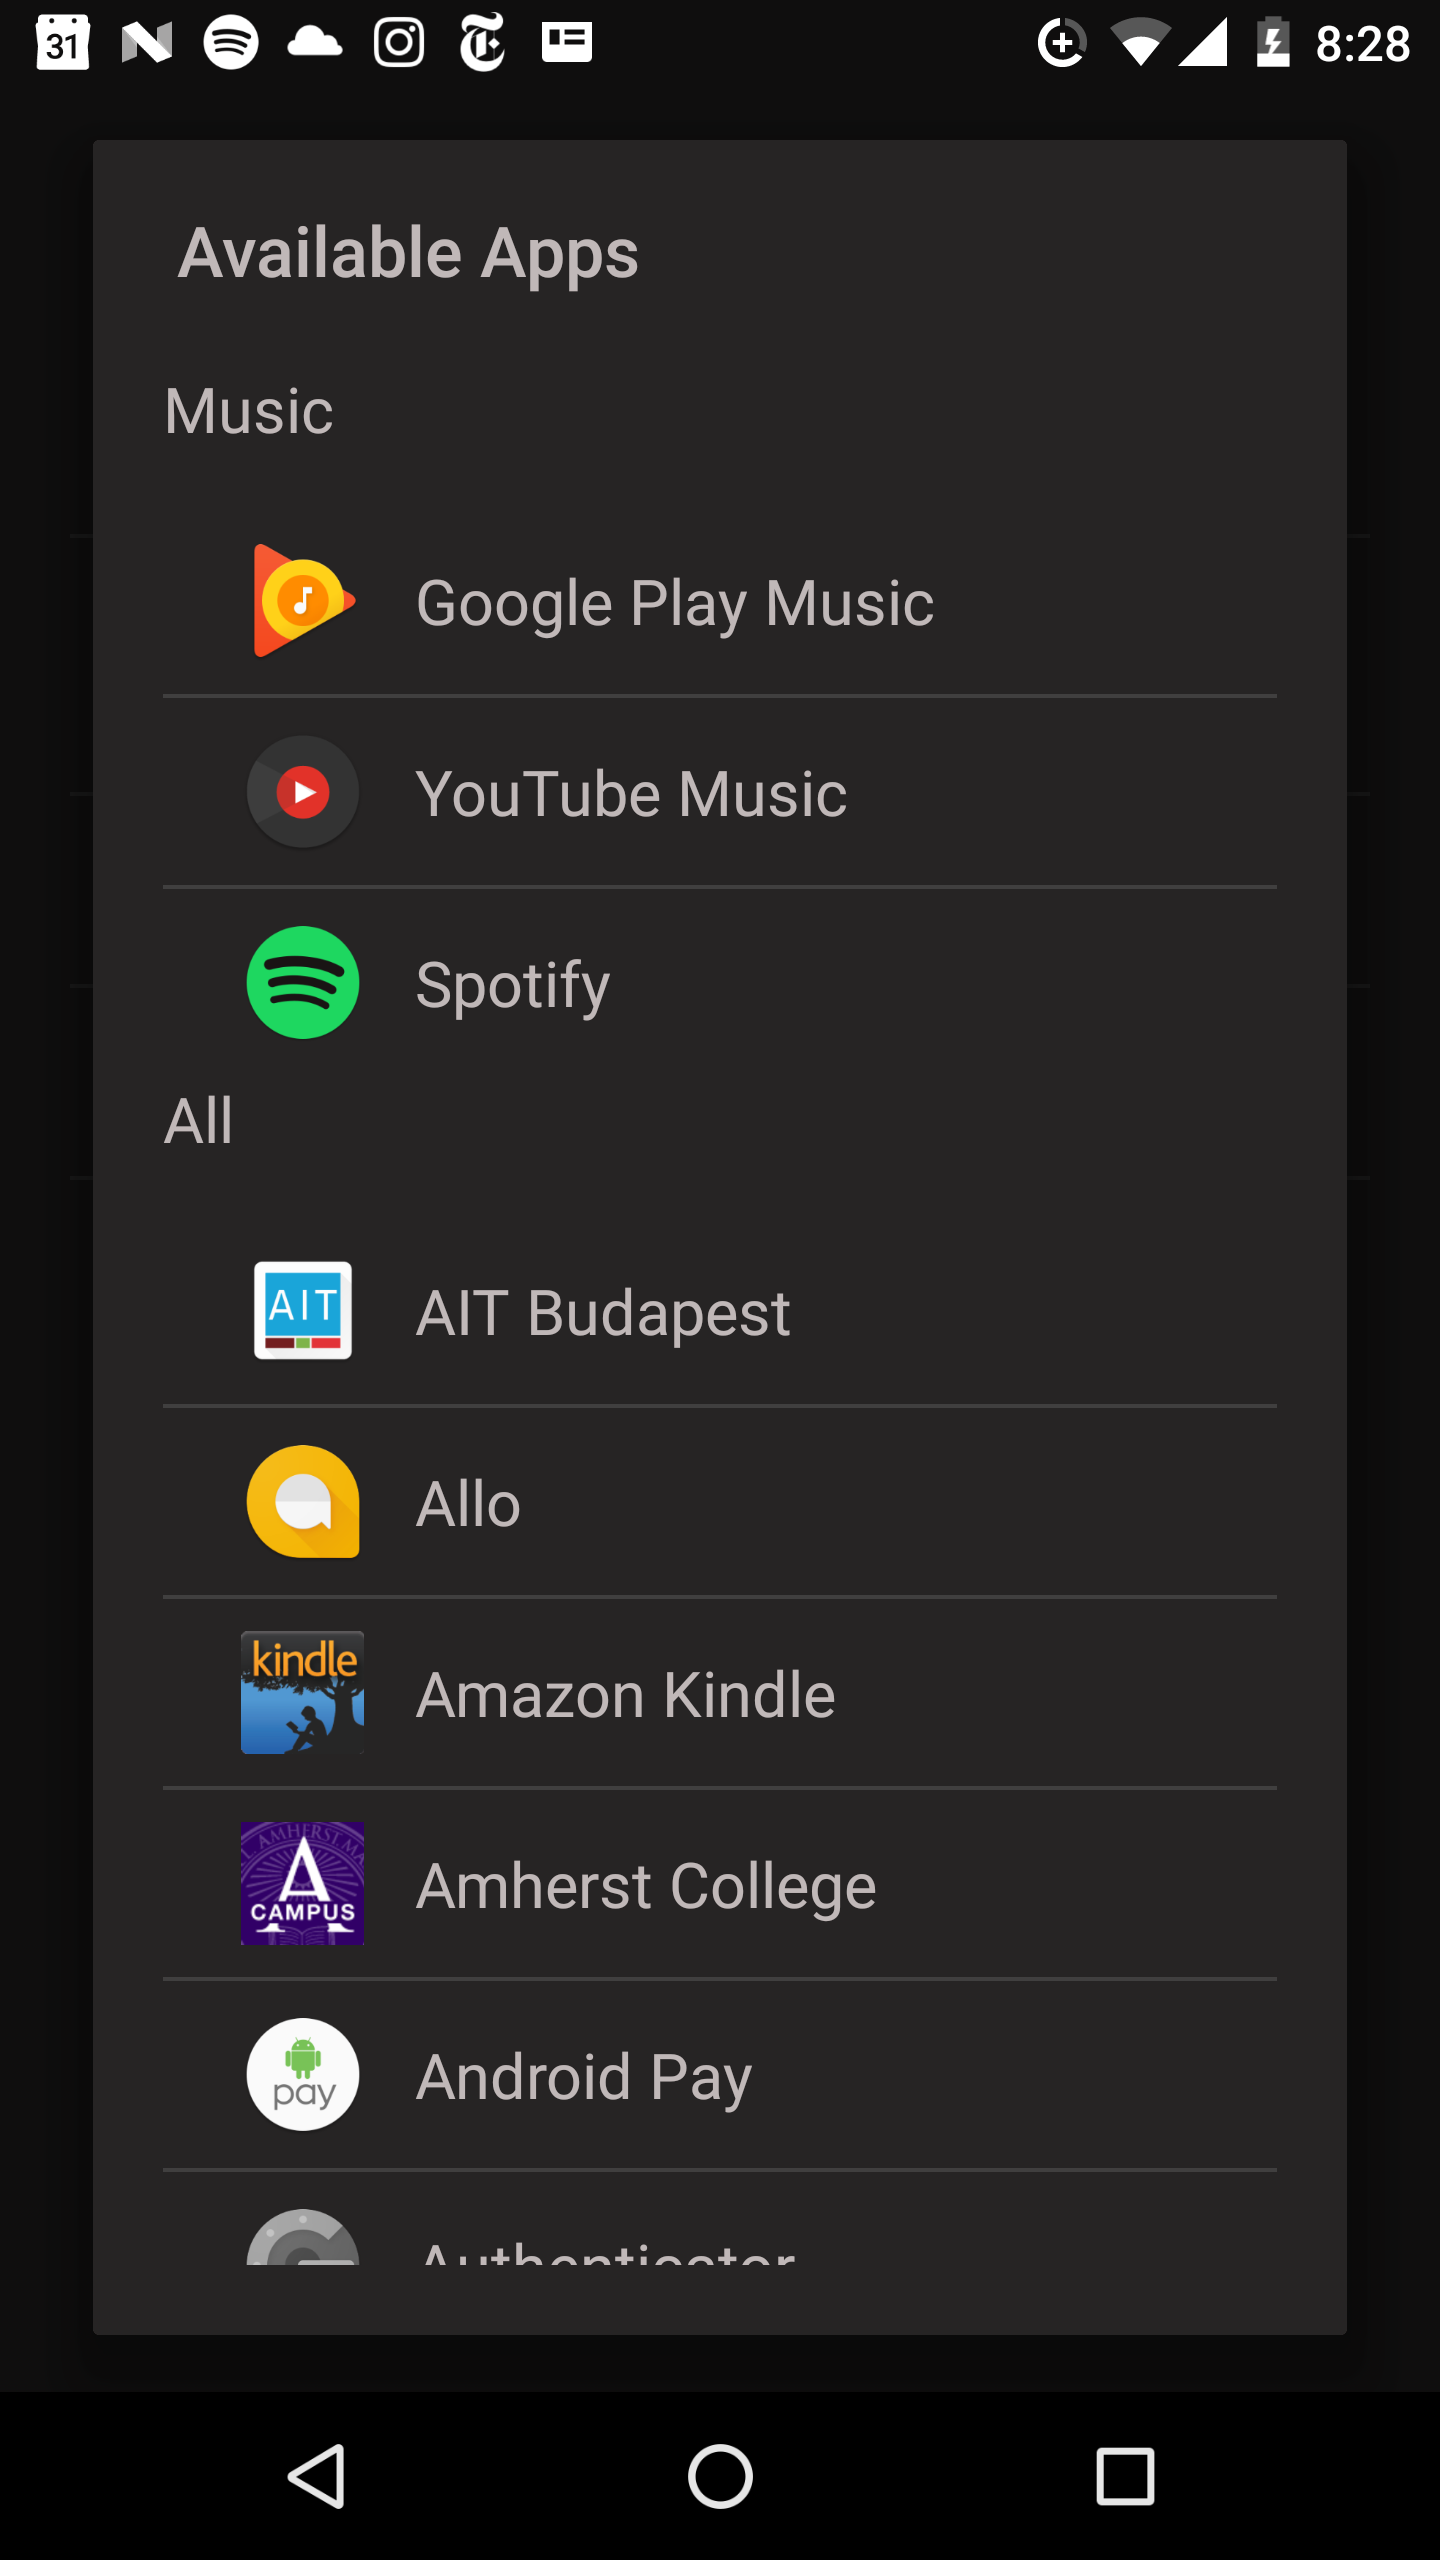 31 8:28
Available Apps
Music
Google Play Music
YouTube Music
Spotify
All
AIT AIT Budapest
Allo
kindle Amazon Kindle
AMHERST
A
CAMPUS Amherst College
pay Android Pay
Authenticator